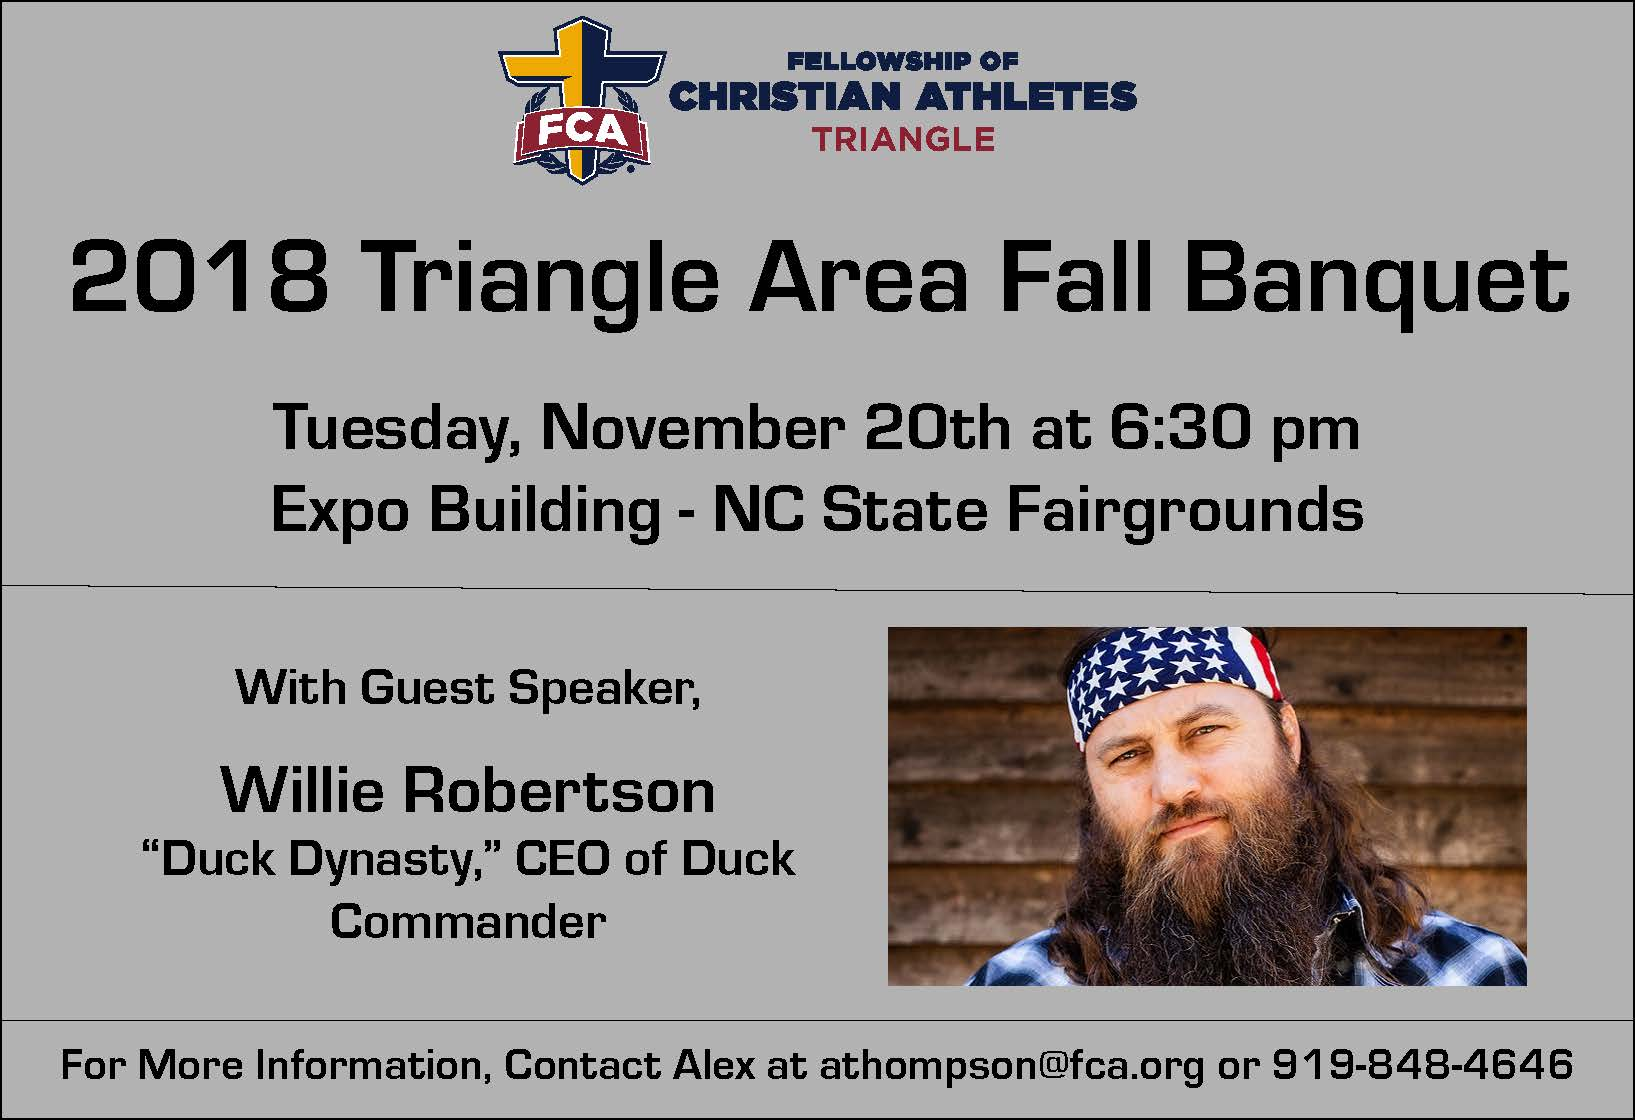 FELLOWSHIP OF
CHRISTIAN ATHLETES
FCA
TRIANGLE
2018 Triangle Area Fall Banquet
Tuesday, November 20th at 6:30 pm
Expo Building - NC State Fairgrounds
With Guest Speaker,
Willie Robertson
“Duck Dynasty,” CEO of Duck
Commander
For More Information, Contact Alex at athompson@fca.org or 919-848-4646